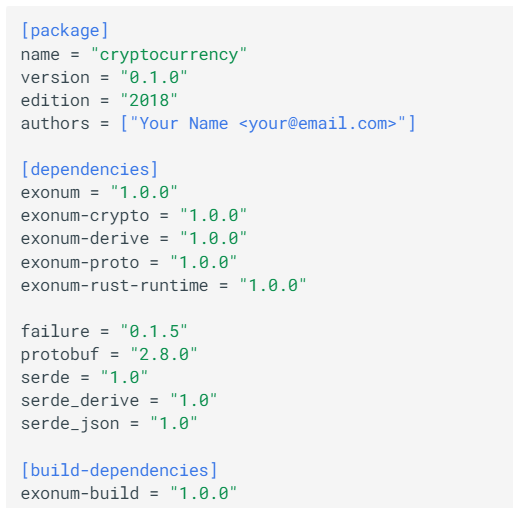 [package]
name = "cryptocurrency"
version = "0.1.0"
edition = "2018"
authors = ["Your Name <your@email.com>"]
[dependencies]
exonum = "1.0.0"
exonum-crypto = "1.0.0"
exonum-derive = "1.0.0"
exonum-proto = "1.0.0"
exonum-rust-runtime = "1.0.0"
failure = "0.1.5"
protobuf = "2.8.0"
serde = "1.0"
serde_derive = "1.0"
serde_json = "1.0"
[build-dependencies]
exonum-build = "1.0.0"